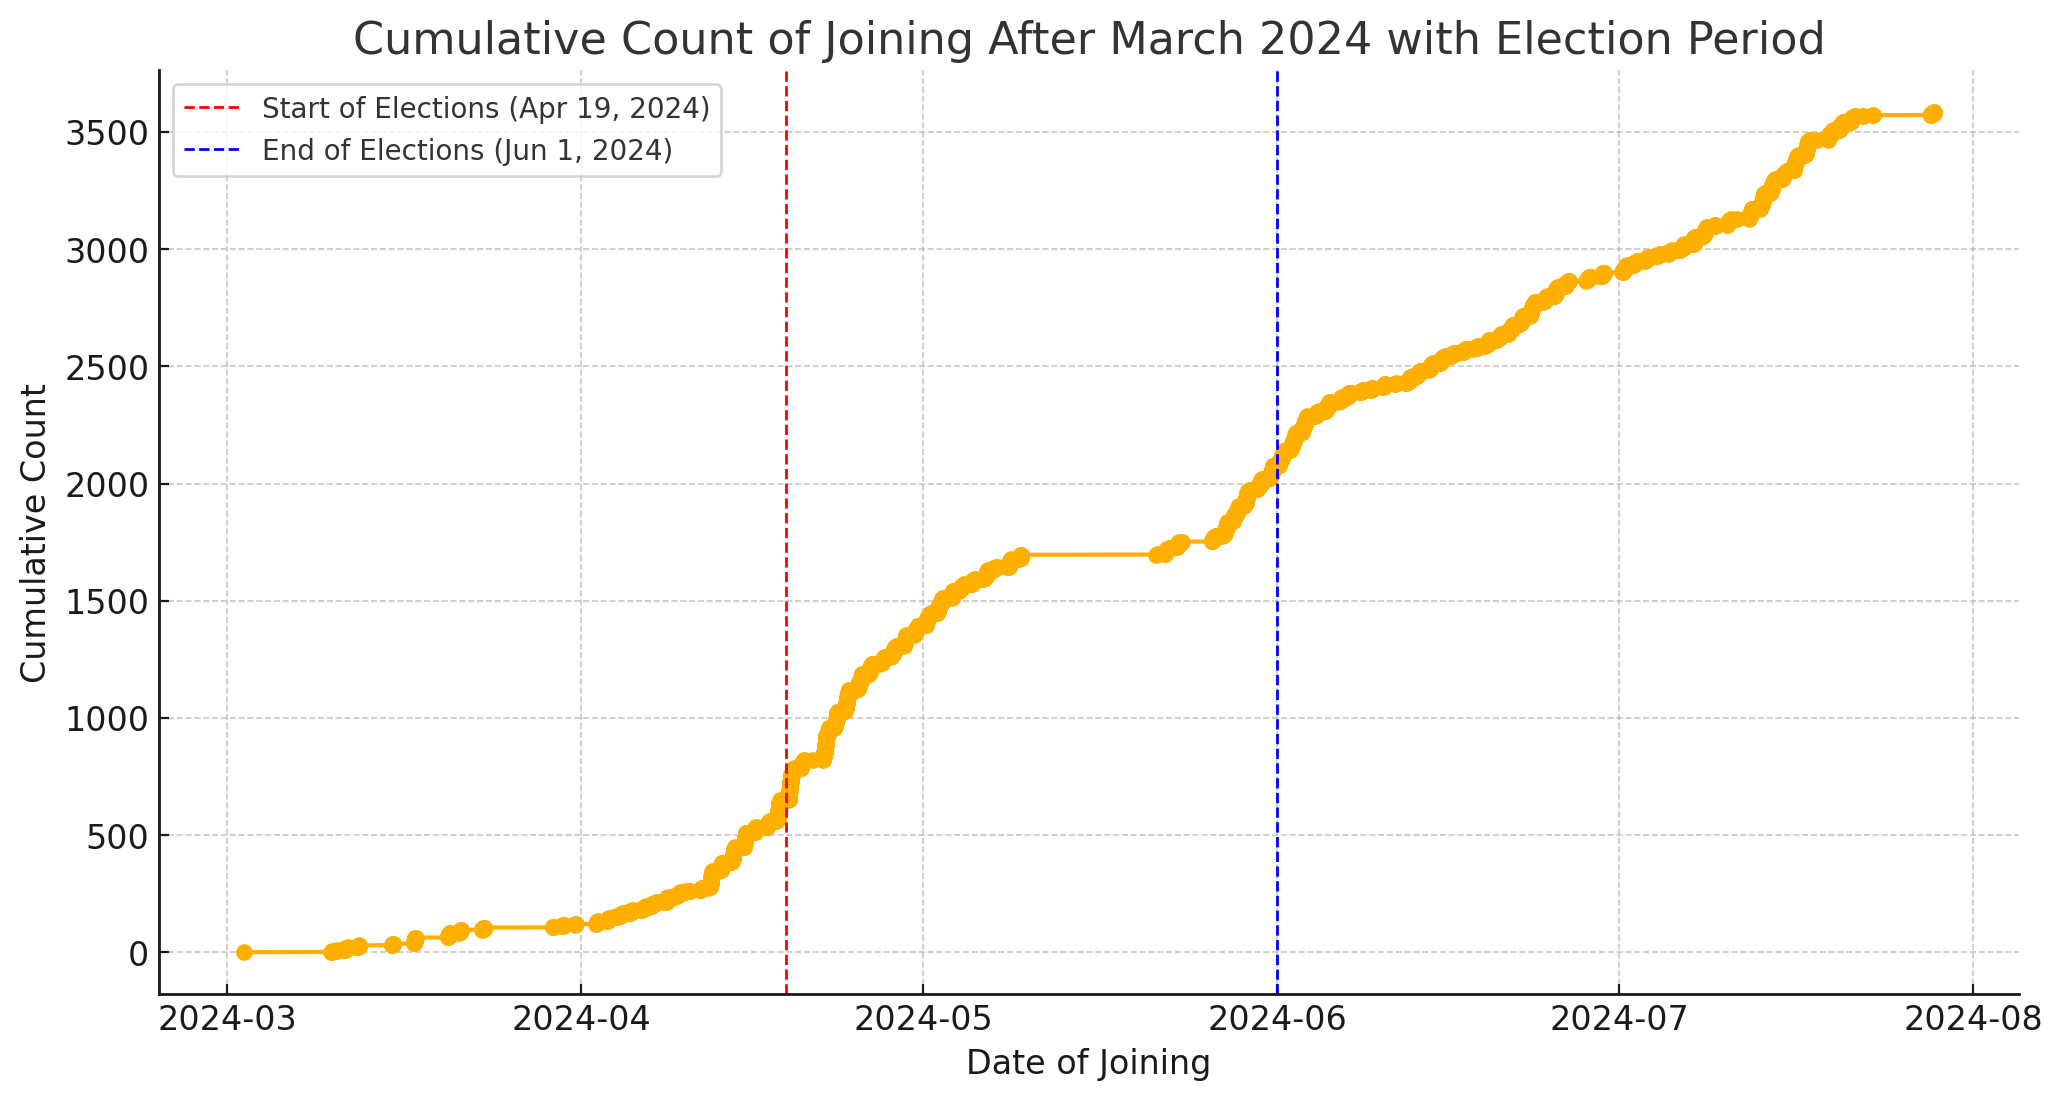 Cumulative Count of Joining After March 2024 with Election Period
Start of Elections (Apr 19, 2024)
End of Elections (Jun 1, 2024)
Cumulative Count
3500
3000
2500
2000
1500
1000
500
0
2024-03 2024-04 2024-05 2024-06 2024-07 2024-08
Date of Joining